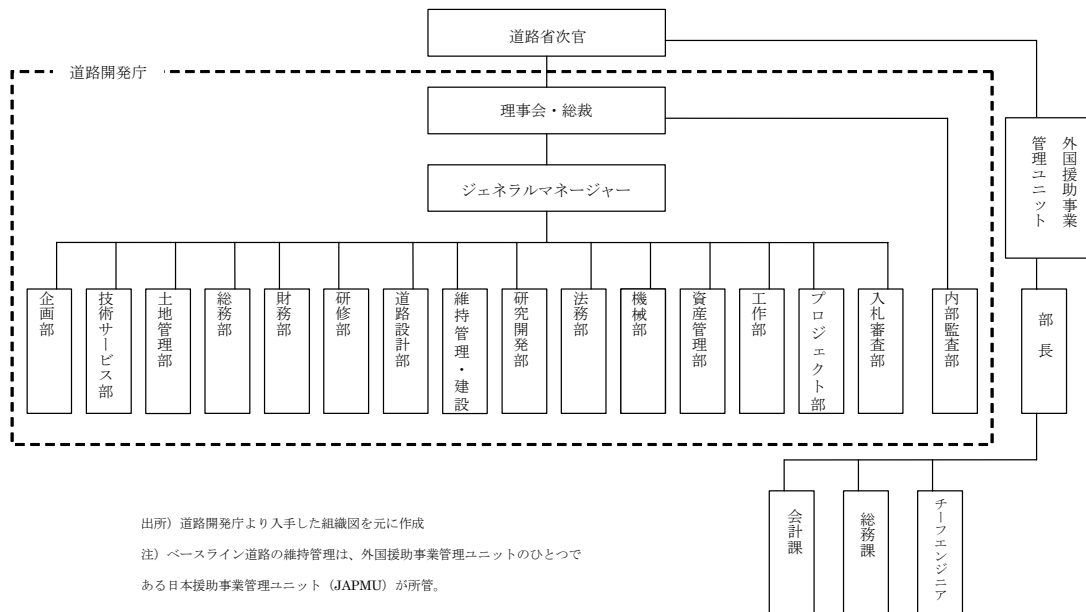 道路省次官
道路開発庁
理事会・総裁
ジェネラルマネージャー
外国援助事業
管理ユニット
企画部
技術サービス部
土地管理部
総務部
財務部
研修部
道路設計部
維持管理・建設
研究開発部
法務部
機械部
資産管理部
工作部
プロジェクト部
入札審査部
内部監査部
部長
会計課
総務課
チーフエンジニア
出所）道路開発庁より入手した組織図を元に作成
注）ベースライン道路の維持管理は、外国援助事業管理ユニットのひとつで
ある日本援助事業管理ユニット（JAPMU）が所管。